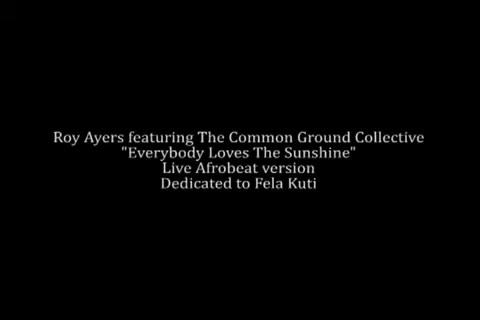 Roy Ayers featuring The Common Ground Collective
"Everybody Loves The Sunshine"
Live Afrobeat version
Dedicated to Fela Kuti